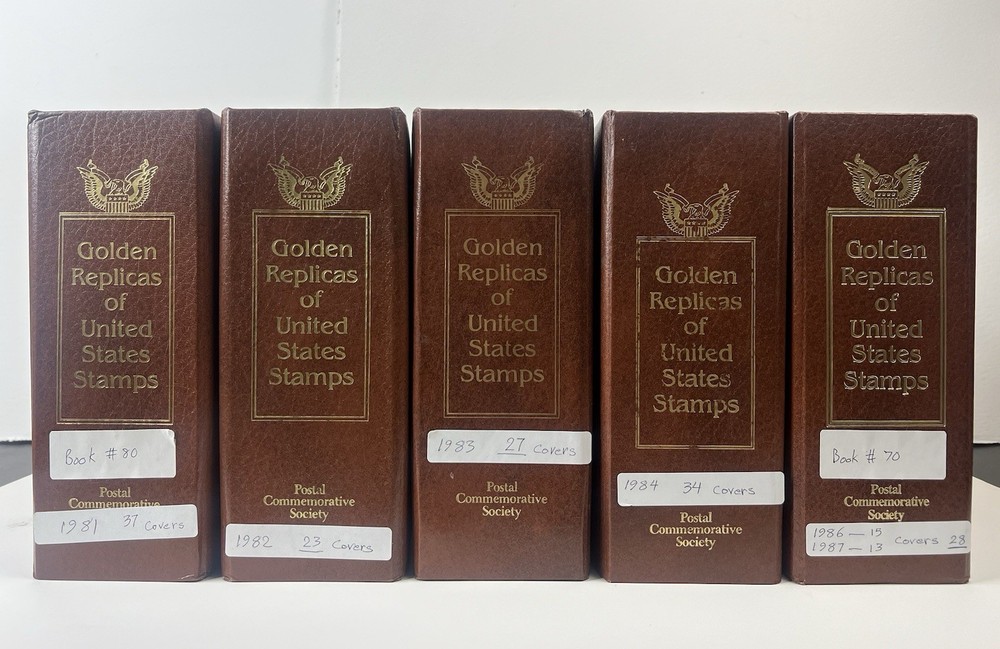 Golden
Replicas
of
United
States
Stamps
Book # 80
Postal
Commemorative
1981 37 Covers
Golden
Replicas
of
United
States
Stamps
Postal
Commemorative
Society
1982 23 Covers
Golden
Replicas
of
United
States
Stamps
1983 27 Covers
Postal
Commemorative
Society
Golden
Replicas
of
United
States
Stamps
1984 34 Covers
Postal
Commemorative
Society
Golden
Replicas
of
United
States
Stamps
Book # 70
Postal
Commemorative
Society
1986 — 15
1987 — 13 Covers 28